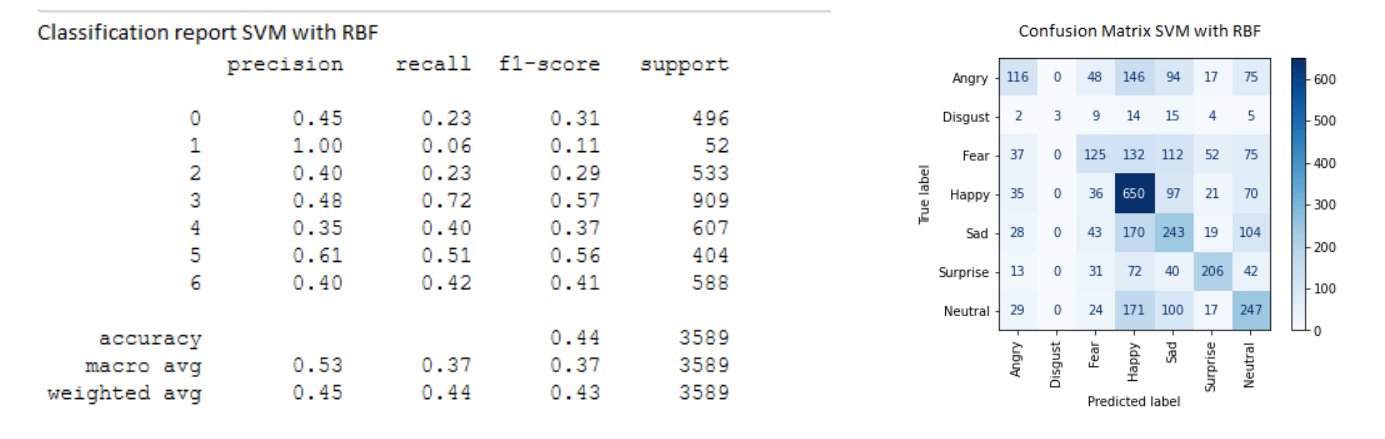 Classification report SVM with RBF
precision recall f1-score support
0 0.45 0.23 0.31 496
1 1.00 0.06 0.11 52
2 0.40 0.23 0.29 533
3 0.48 0.72 0.57 909
4 0.35 0.40 0.37 607
5 0.61 0.51 0.56 404
6 0.40 0.42 0.41 588
accuracy 0.44 3589
macro avg 0.53 0.37 0.37 3589
weighted avg 0.45 0.44 0.43 3589
Confusion Matrix SVM with RBF
True label
Angry 116 0 48 146 94 17 75
Disgust 2 3 9 14 15 4 5
Fear 37 0 125 132 112 52 75
Happy 35 0 36 650 97 21 70
Sad 28 0 43 170 243 19 104
Surprise 13 0 31 72 40 206 42
Neutral 29 0 24 171 100 17 247
Angry Disgust Fear Happy Sad Surprise Neutral
Predicted label
600
500
400
300
200
100
0